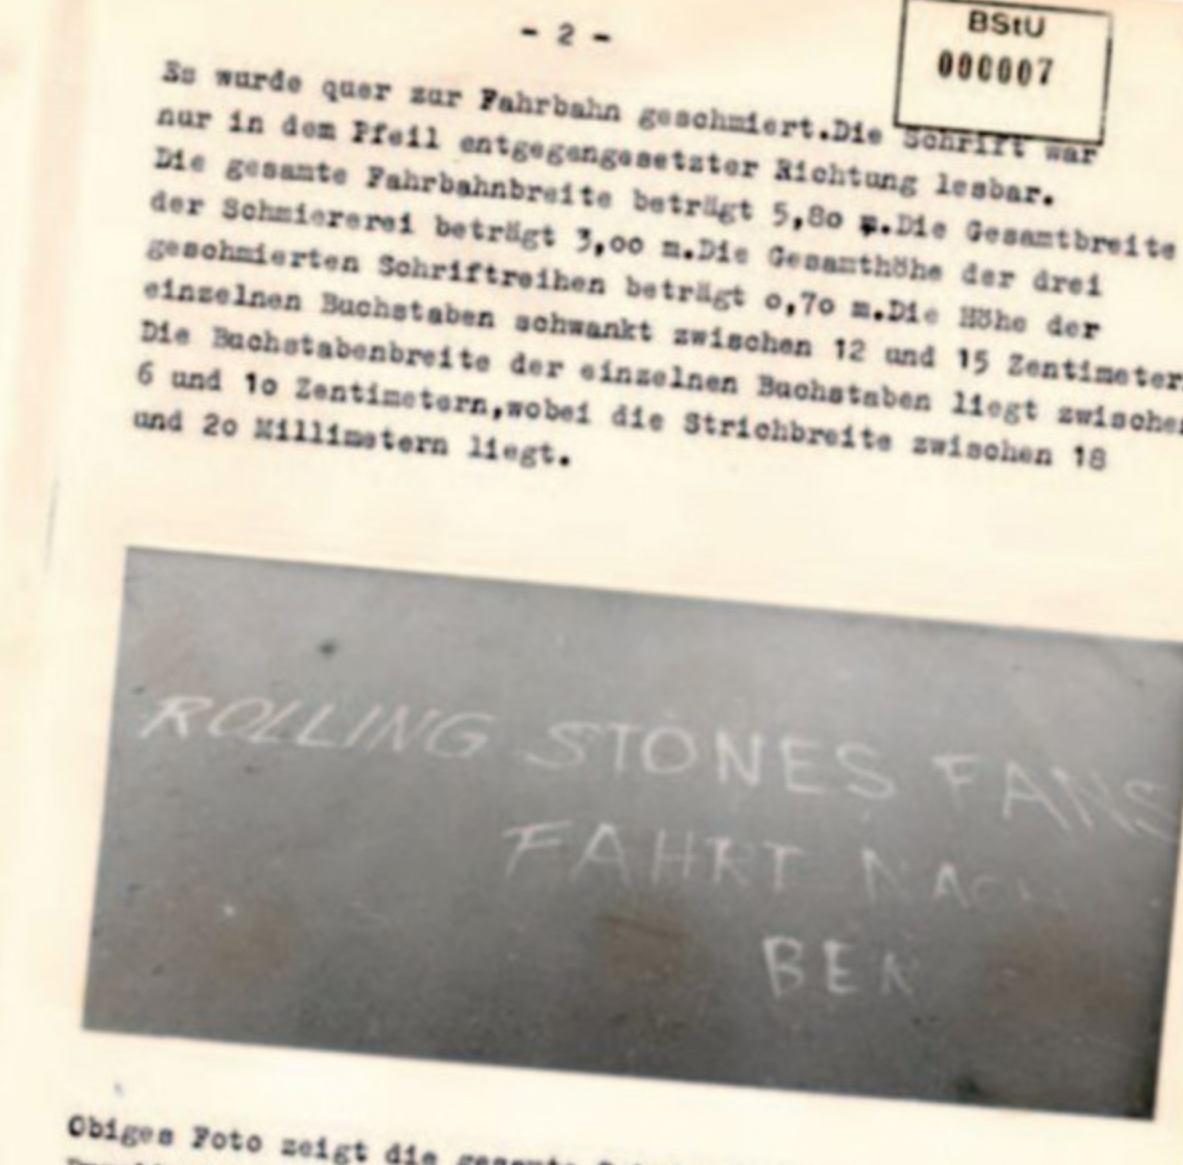 - 2 -
BStU
000007
Es wurde quer zur Fahrbahn geschmiert.Die Schrift war
nur in dem Pfeil entgegengesetzter Richtung lesbar.
Die gesamte Fahrbahnbreite beträgt 5,8o m.Die Gesamtbreite
der Schmiererei beträgt 3,oo m.Die Gesamthöhe der drei
geschmierten Schriftreihen beträgt o,7o m.Die Höhe der
einzelnen Buchstaben schwankt zwischen 12 und 15 Zentimeter
Die Buchstabenbreite der einzelnen Buchstaben liegt zwischen
6 und 1o Zentimetern,wobei die Strichbreite zwischen 18
und 2o Millimetern liegt.
ROLLING STONES FANS
FAHRT NACH
BER
Obiges Foto zeigt die gesamte